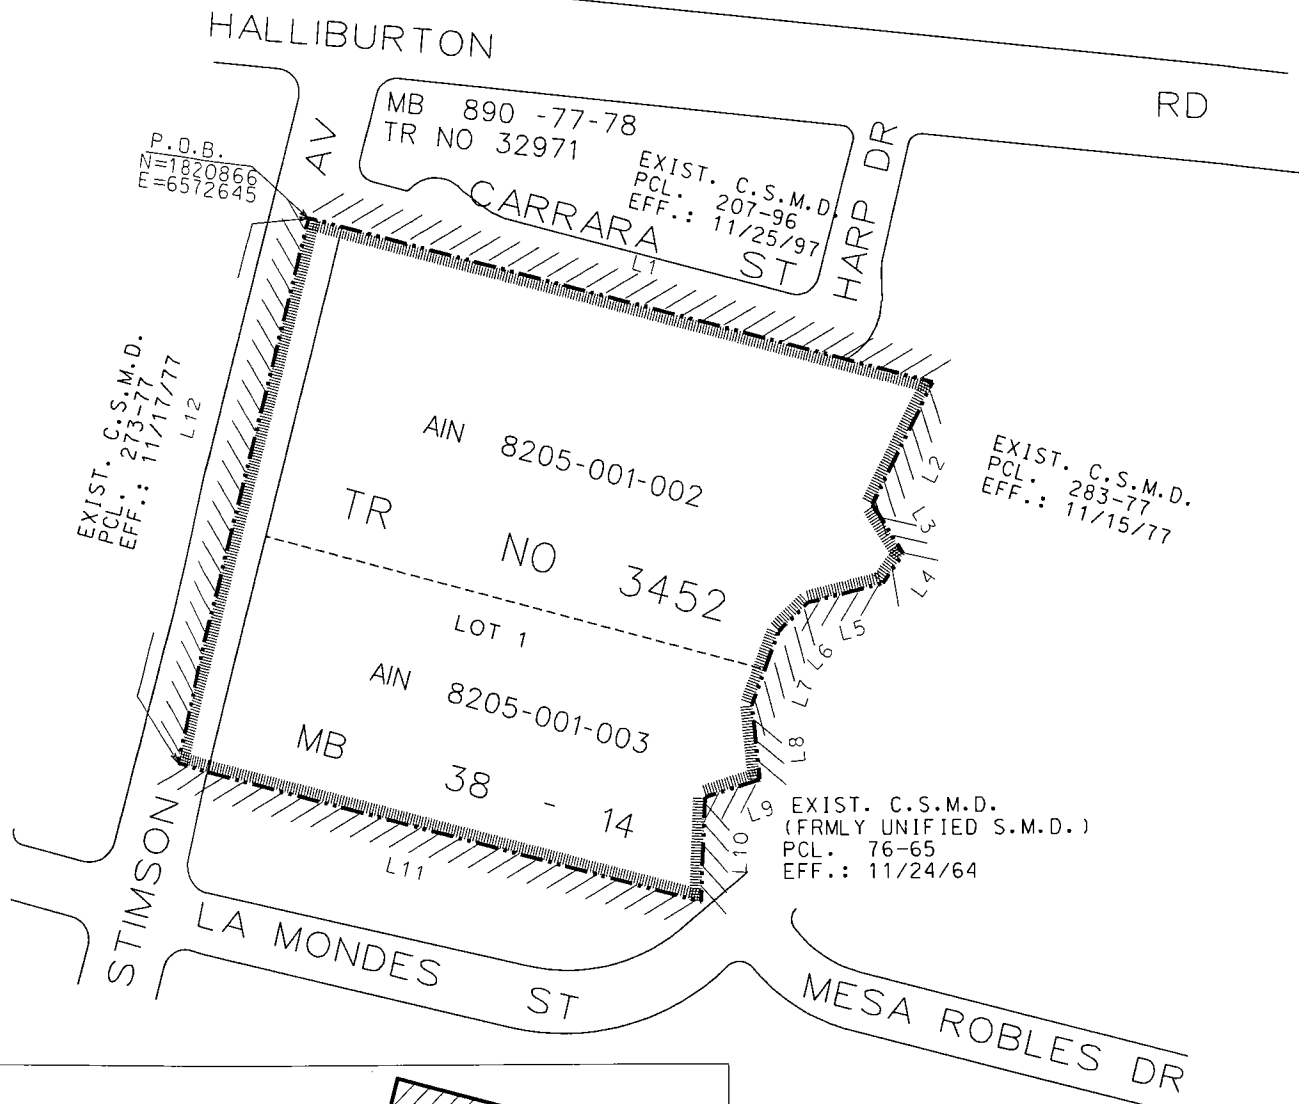 HALLIBURTON
RD
AV
MB 890 -77-78
TR NO 32971
HARP DR
P.O.B.
N=1820866
E=6572645
EXIST. C.S.M.D.
PCL. 207-96
EFF.: 11/25/97
CARRARA ST
L1
EXIST. C.S.M.D.
PCL. 273-77
EFF.: 11/17/77
L12
AIN 8205-001-002
L2
EXIST. C.S.M.D.
PCL. 283-77
EFF.: 11/15/77
L3
TR NO 3452
L4
L5
L6
LOT 1
L7
AIN 8205-001-003
L8
MB 38 - 14
L9
EXIST. C.S.M.D.
(FRMLY UNIFIED S.M.D.)
PCL. 76-65
EFF.: 11/24/64
L10
L11
STIMSON
LA MONDES ST
MESA ROBLES DR